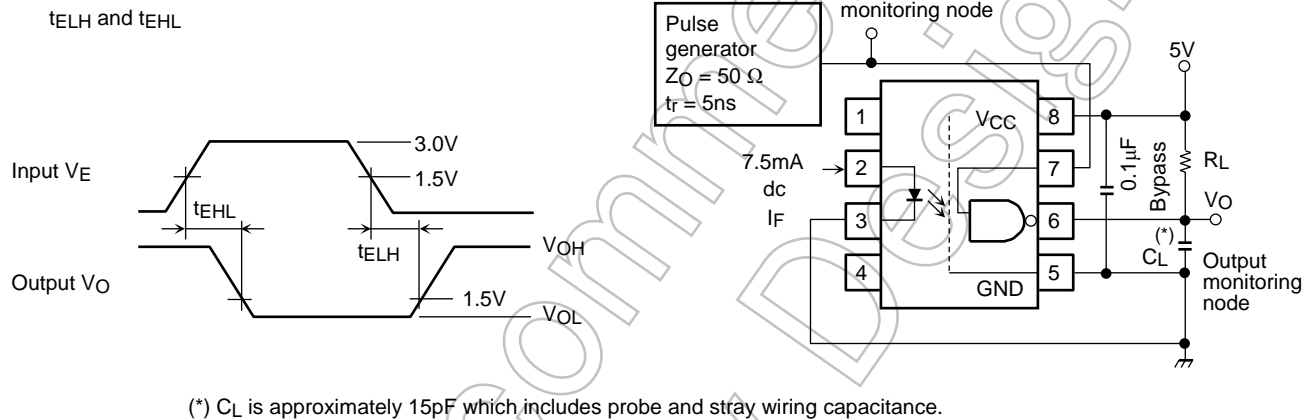 tELH and tEHL
Input VE
3.0V
1.5V
tEHL
tELH
Output VO
VOH
1.5V
VOL
Pulse
generator
ZO = 50 Ω
tr = 5ns
monitoring node
5V
1
VCC
8
7.5mA
dc
IF
2
7
0.1μF
Bypass
RL
3
6
VO
(*)
CL
4
GND
5
Output
monitoring
node
(*) CL is approximately 15pF which includes probe and stray wiring capacitance.